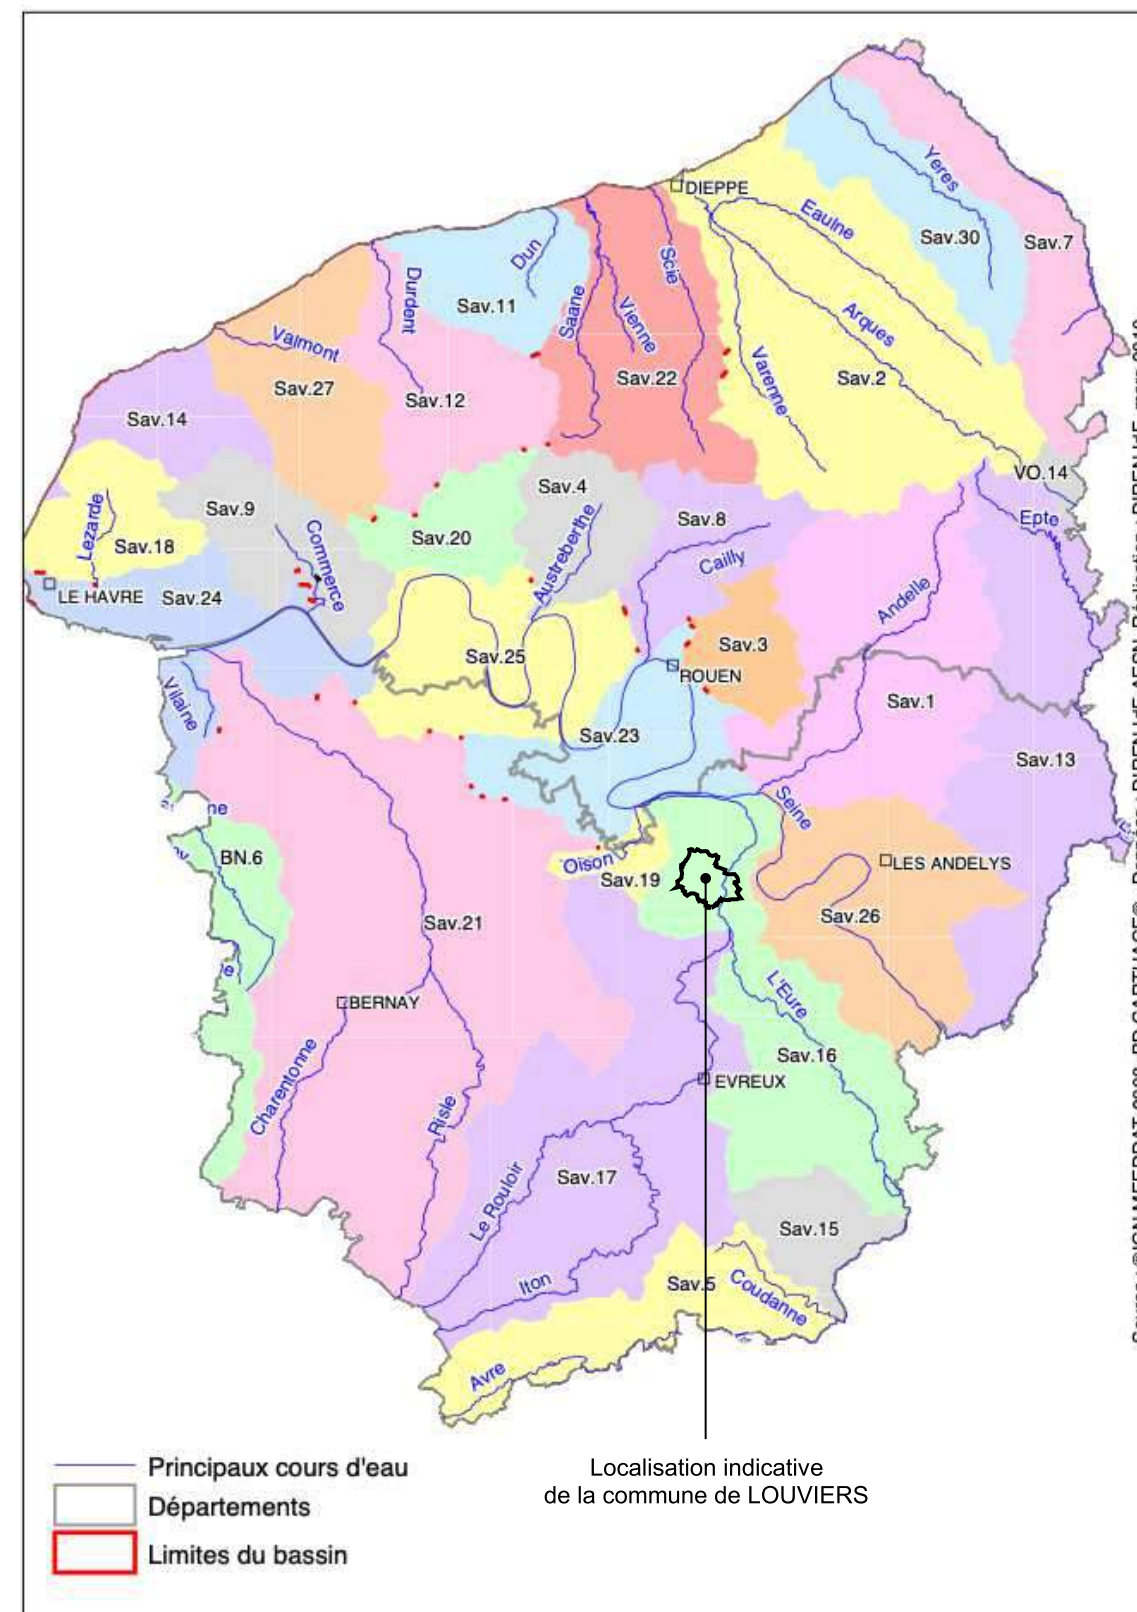 Yeres
DIEPPE
Eaulne
Sav.30
Sav.7
Dun
Scie
Durdent
Sav.11
Saane
Vienne
Arques
Valmont
Varenne
Sav.22
Sav.2
Sav.27
Sav.12
Sav.14
VO.14
Sav.4
Sav.9
Lezarde
Sav.8
Epte
Commerce
Sav.20
Austreberthe
Sav.18
Cailly
LE HAVRE
Sav.24
Andelle
Sav.3
Sav.25
ROUEN
Vilaine
Sav.1
Sav.23
Sav.13
Seine
ne
BN.6
Oison
LES ANDELYS
Sav.19
Sav.26
Sav.21
L'Eure
BERNAY
Sav.16
EVREUX
Charentonne
Risle
Sav.17
Le Rouloir
Sav.15
Iton
Sav.5
Coudanne
Avre
Principaux cours d'eau
Départements
Limites du bassin
Localisation indicative
de la commune de LOUVIERS